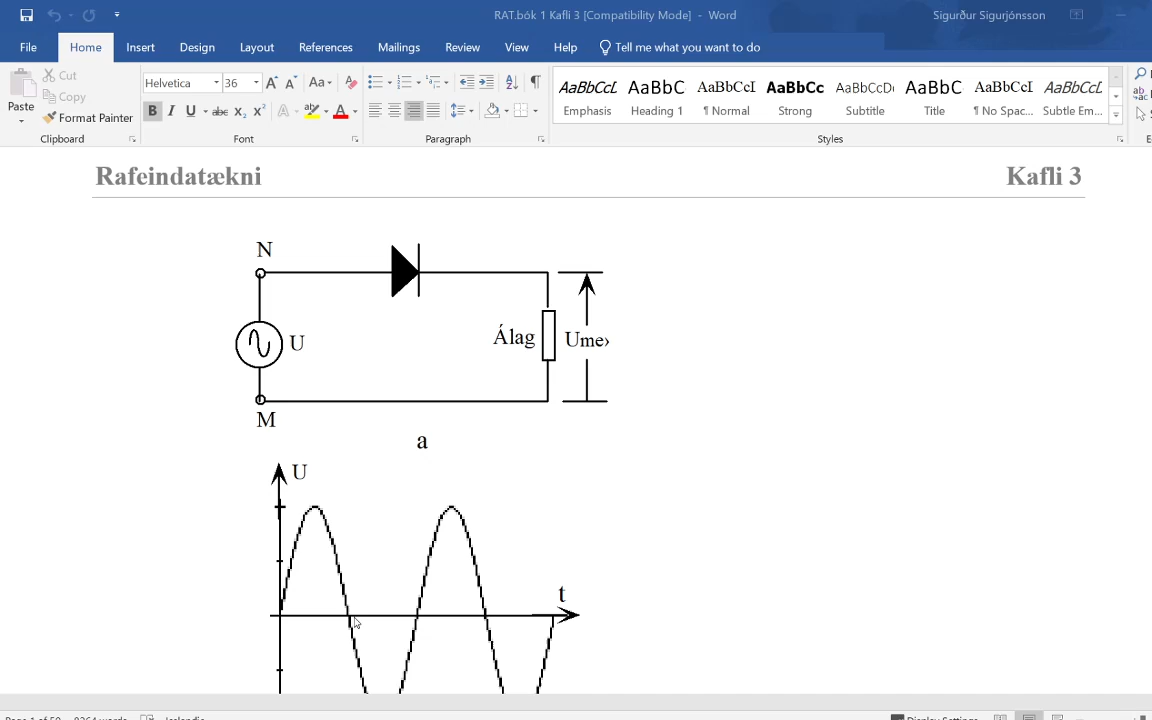 RAT.bók 1 Kafli 3 [Compatibility Mode] - Word
Sigurður Sigurjónsson
File Home Insert Design Layout References Mailings Review View Help Tell me what you want to do
Paste
Cut
Copy
Format Painter
Clipboard
Helvetica 36
Font
Paragraph
AaBbCcL AaBbC AaBbCcI AaBbCc AaBbCcDı AaBbC AaBbCcI AaBbCcL
Emphasis Heading 1 ¶ Normal Strong Subtitle Title ¶ No Spac... Subtle Em...
Styles
Rafeindatækni Kafli 3
N
U
Álag
M
a
U
t
Display Settings